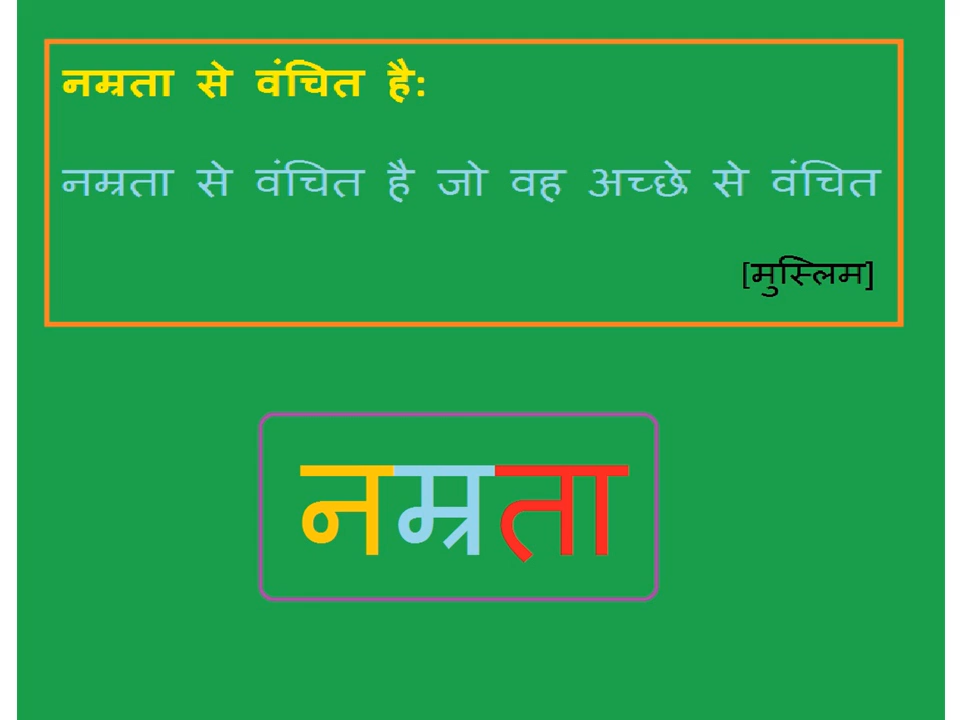 नम्रता से वंचित है:
नम्रता से वंचित है जो वह अच्छे से वंचित
[मुस्लिम]
नम्रता